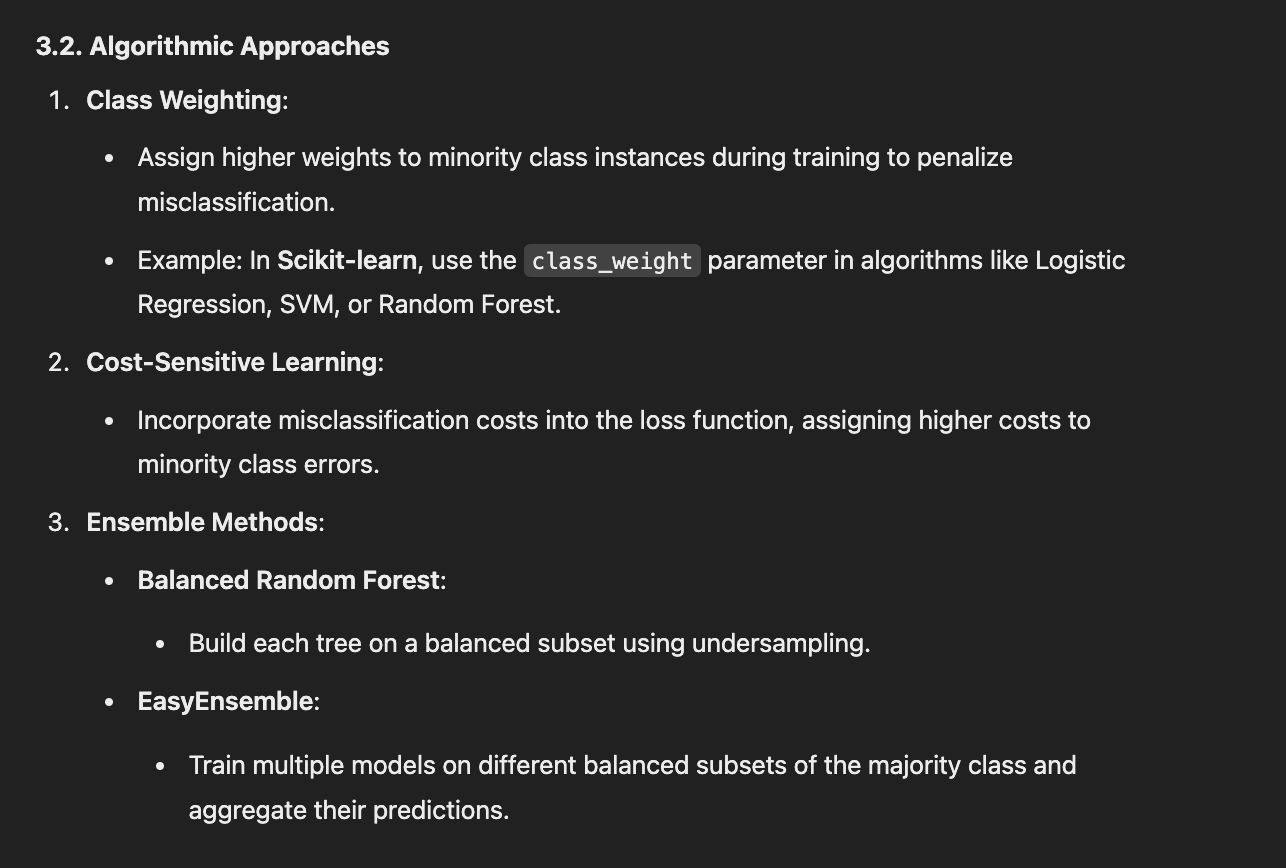 3.2. Algorithmic Approaches
1. Class Weighting:
• Assign higher weights to minority class instances during training to penalize
misclassification.
• Example: In Scikit-learn, use the class_weight parameter in algorithms like Logistic
Regression, SVM, or Random Forest.
2. Cost-Sensitive Learning:
• Incorporate misclassification costs into the loss function, assigning higher costs to
minority class errors.
3. Ensemble Methods:
• Balanced Random Forest:
• Build each tree on a balanced subset using undersampling.
• EasyEnsemble:
• Train multiple models on different balanced subsets of the majority class and
aggregate their predictions.